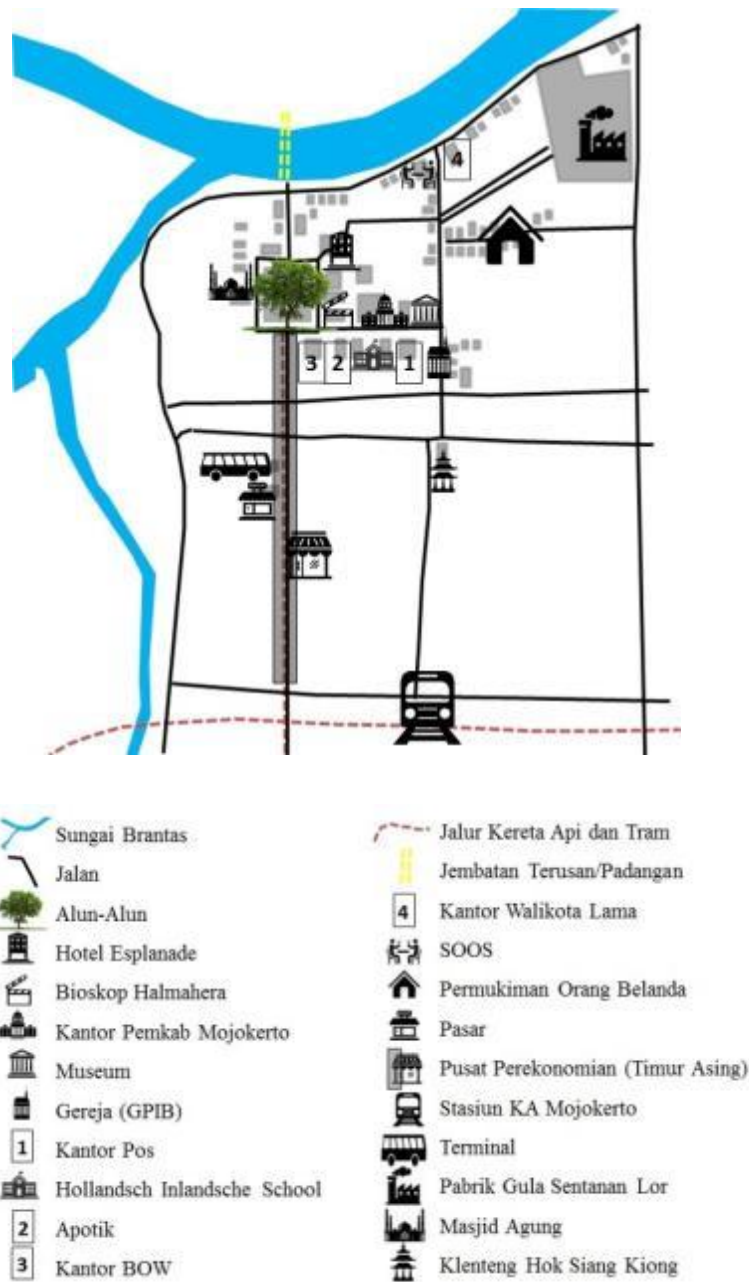 4
3
2
1
Sungai Brantas
Jalan
Alun-Alun
Hotel Esplanade
Bioskop Halmahera
Kantor Pemkab Mojokerto
Museum
Gereja (GPIB)
1 Kantor Pos
Hollandsch Inlandsche School
2 Apotik
3 Kantor BOW
Jalur Kereta Api dan Tram
Jembatan Terusan/Padangan
4 Kantor Walikota Lama
SOOS
Permukiman Orang Belanda
Pasar
Pusat Perekonomian (Timur Asing)
Stasiun KA Mojokerto
Terminal
Pabrik Gula Sentanan Lor
Masjid Agung
Klenteng Hok Siang Kiong